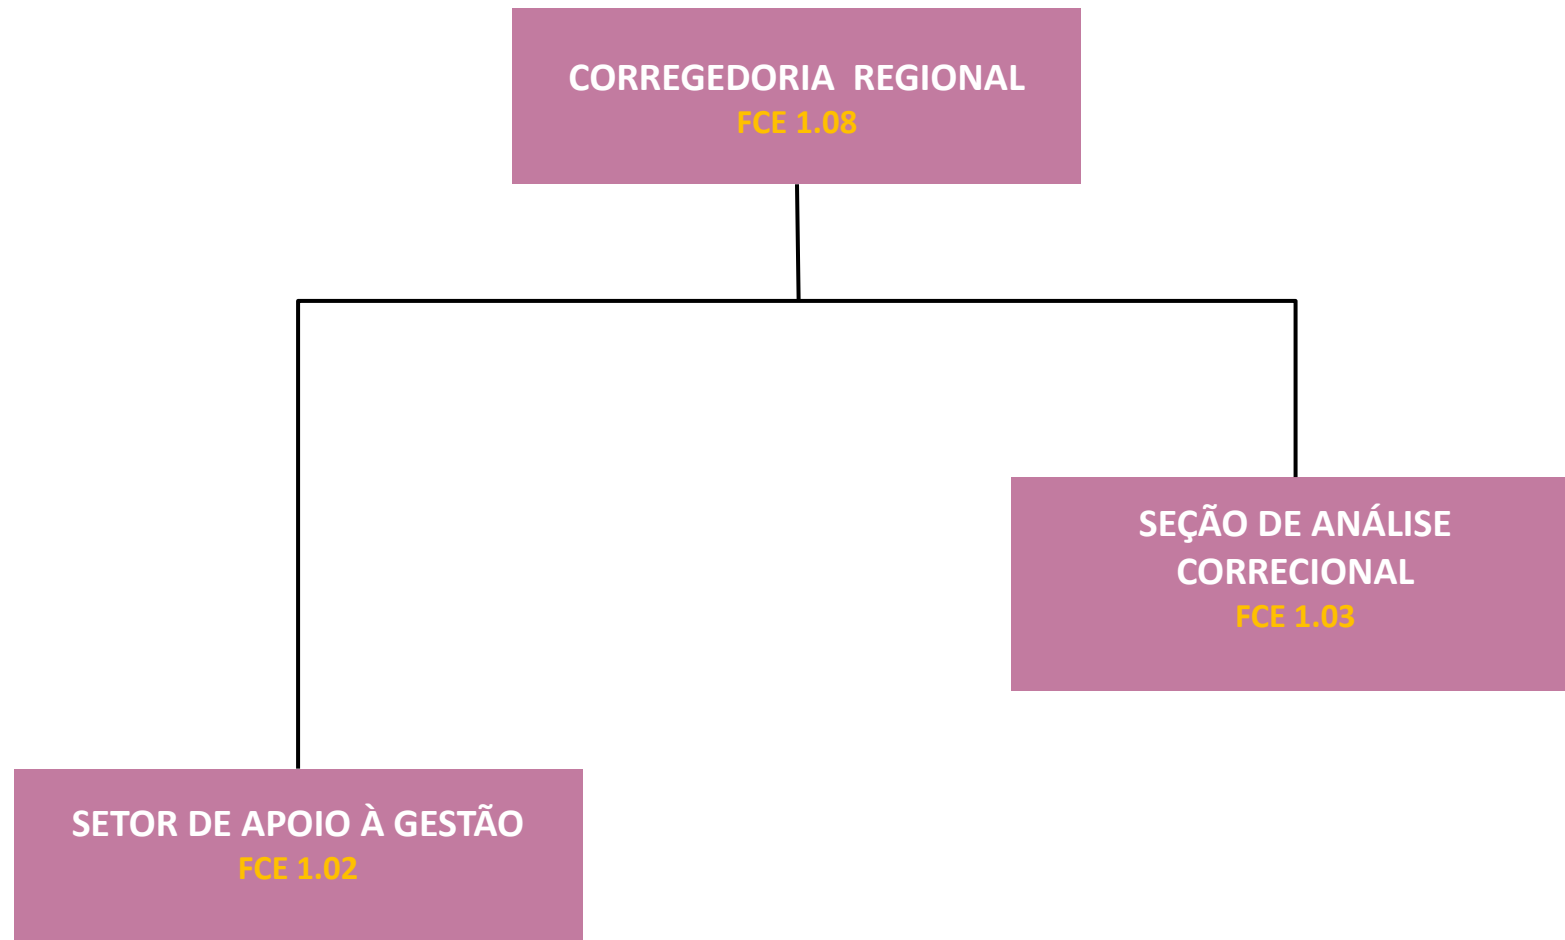 CORREGEDORIA REGIONAL
FCE 1.08
SEÇÃO DE ANÁLISE
CORRECIONAL
FCE 1.03
SETOR DE APOIO À GESTÃO
FCE 1.02